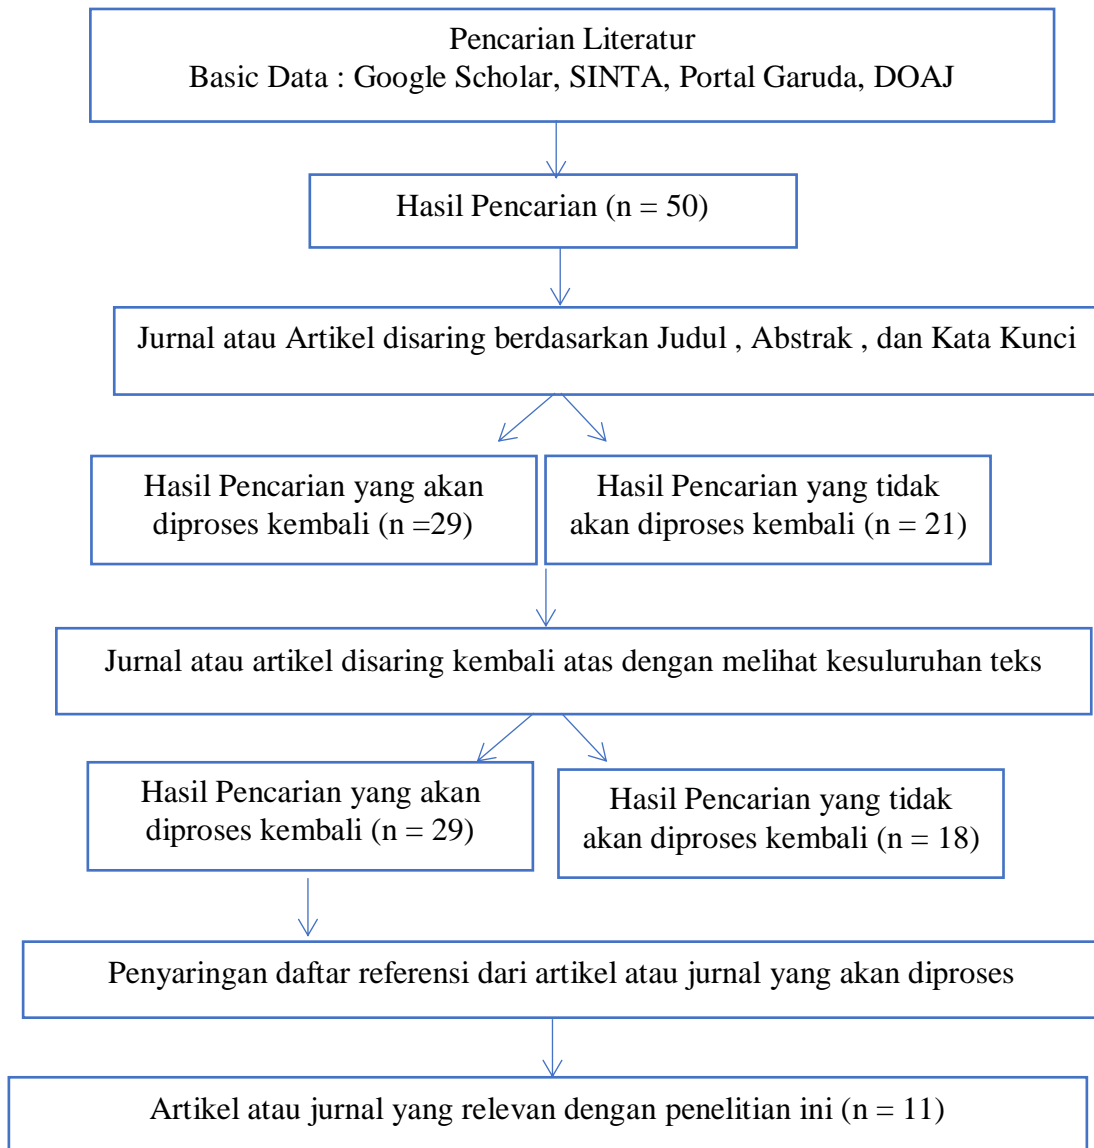 Pencarian Literatur
Basic Data : Google Scholar, SINTA, Portal Garuda, DOAJ
Hasil Pencarian (n = 50)
Jurnal atau Artikel disaring berdasarkan Judul , Abstrak , dan Kata Kunci
Hasil Pencarian yang akan
diproses kembali (n =29)
Hasil Pencarian yang tidak
akan diproses kembali (n = 21)
Jurnal atau artikel disaring kembali atas dengan melihat kesuluruhan teks
Hasil Pencarian yang akan
diproses kembali (n = 29)
Hasil Pencarian yang tidak
akan diproses kembali (n = 18)
Penyaringan daftar referensi dari artikel atau jurnal yang akan diproses
Artikel atau jurnal yang relevan dengan penelitian ini (n = 11)